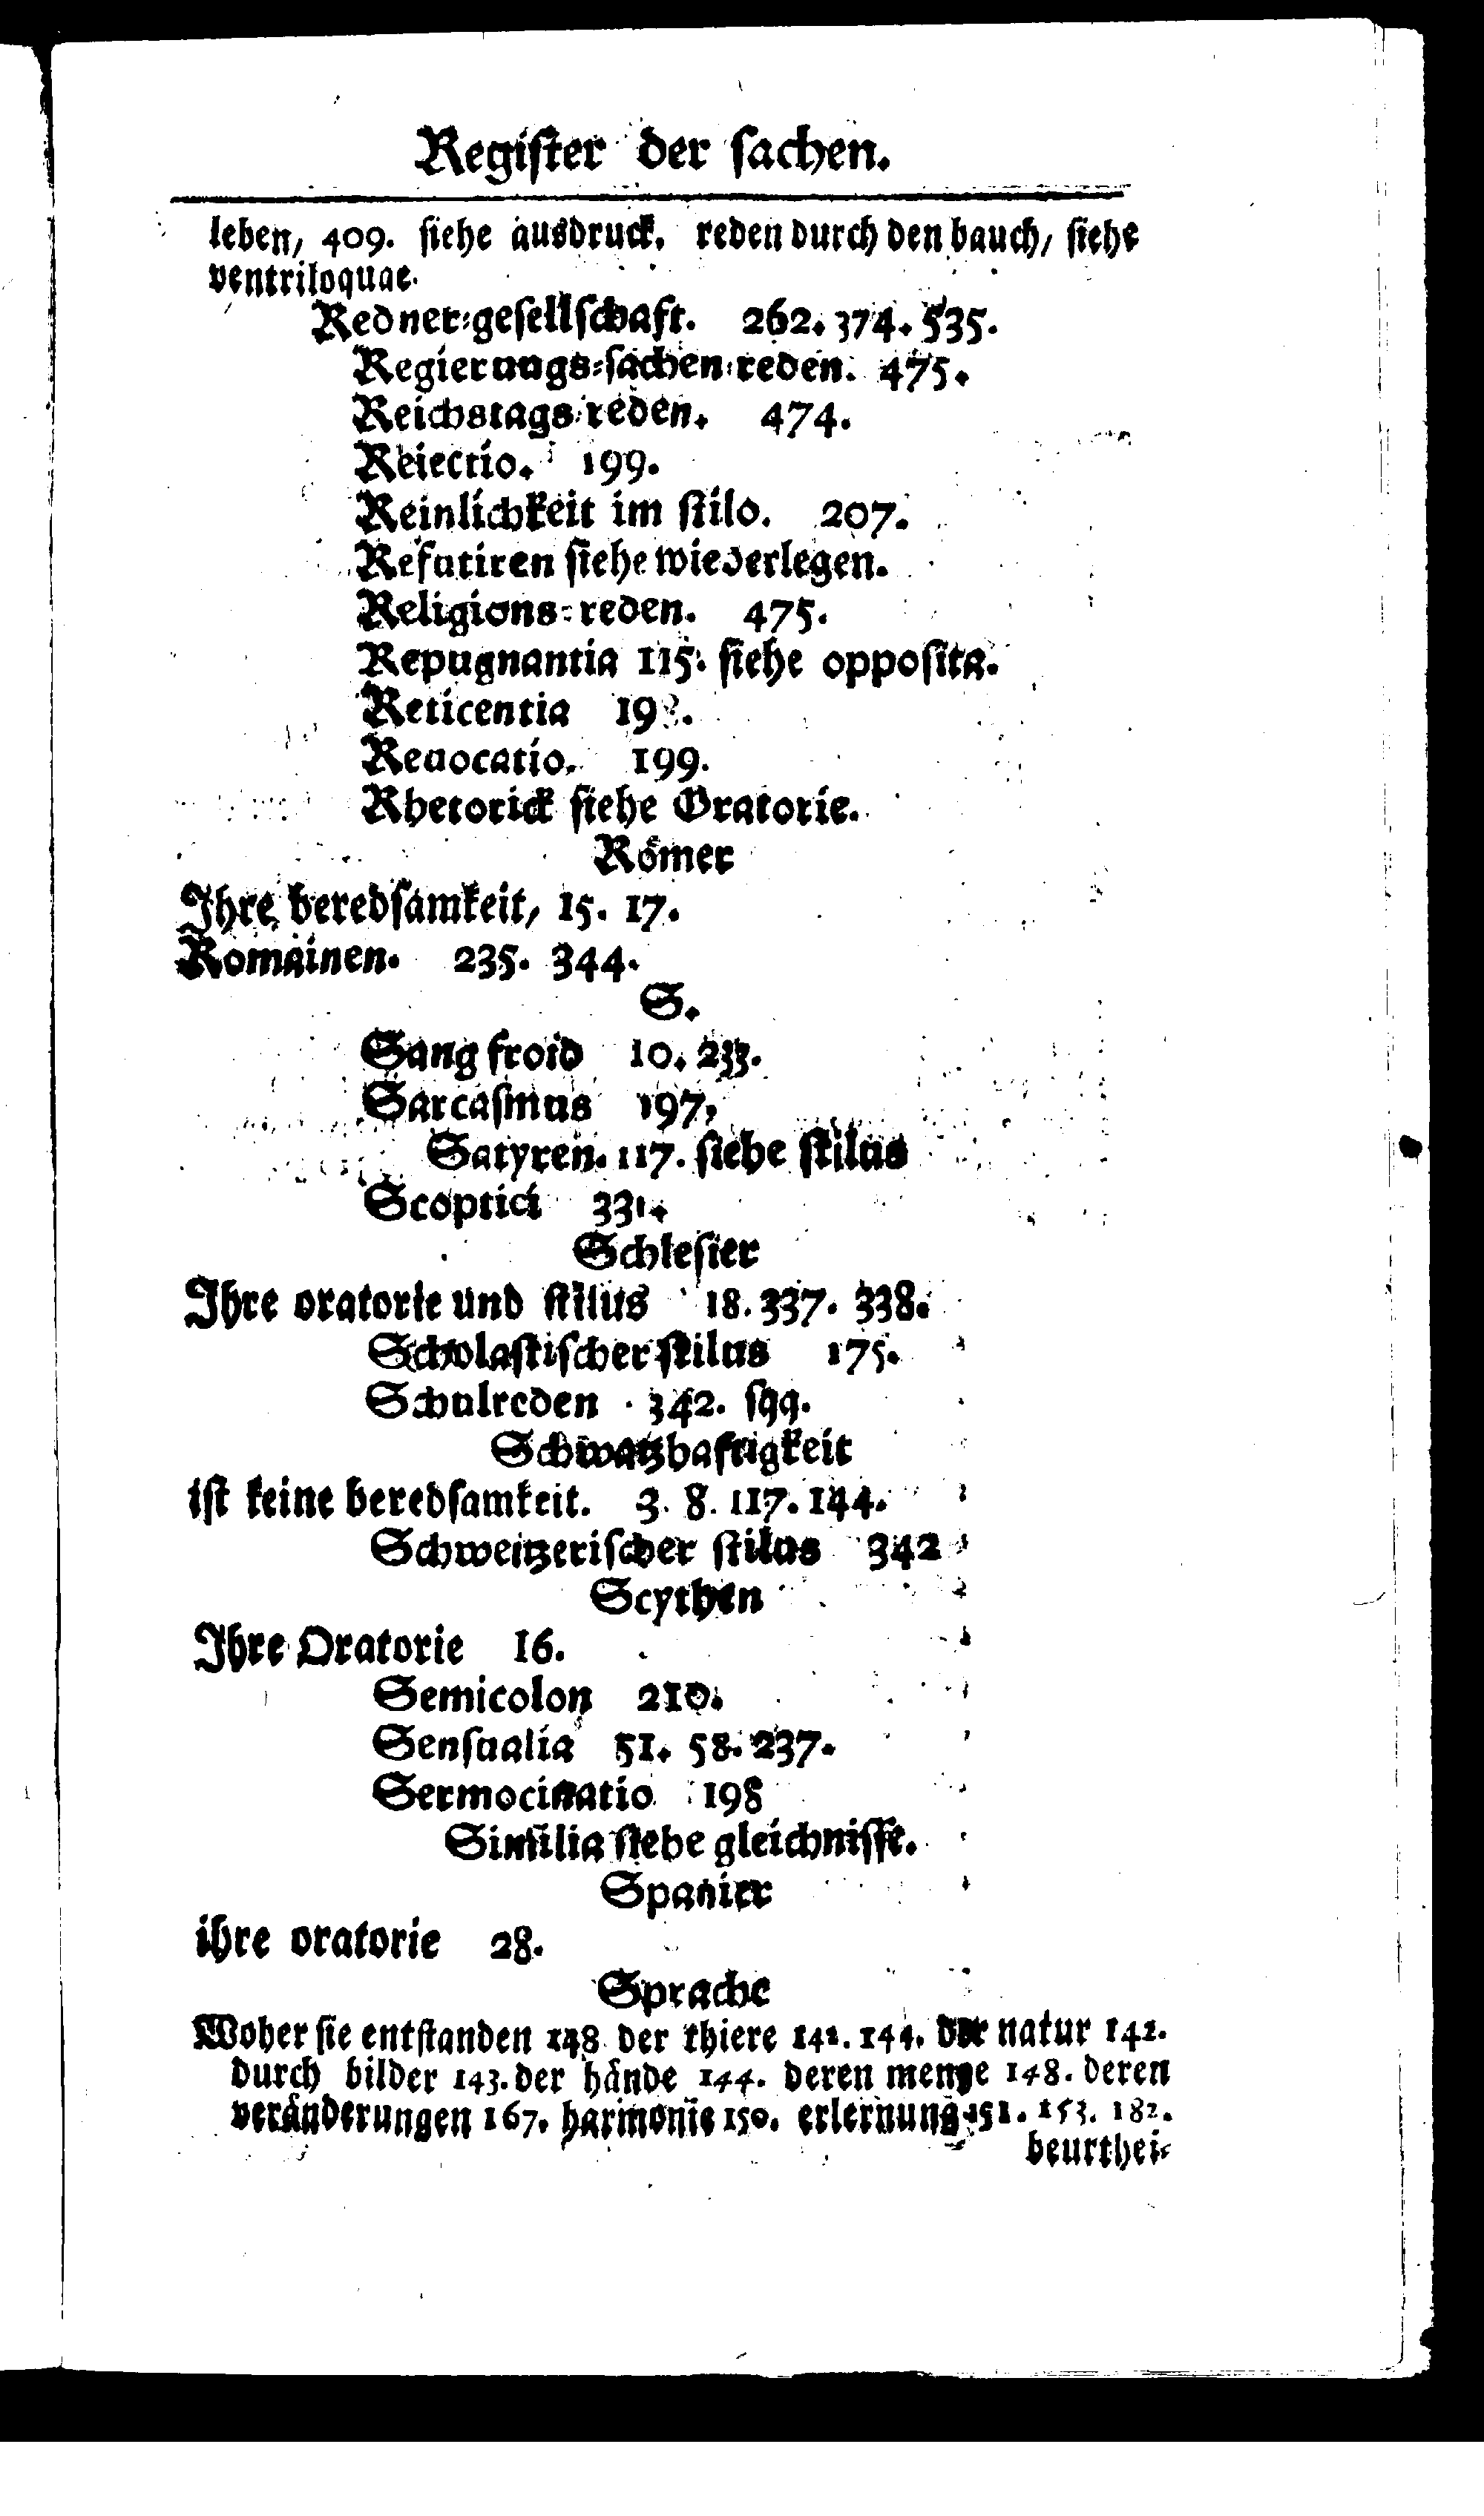 Regiſter der ſachen.
leben, 409. ſiehe ausdruck. reden durch den bauch, ſiehe
ventriloquae.
Redner-geſellſchaft. 262. 374. 535.
Regierungs-ſachen-reden. 475.
Reichstags-reden. 474.
Reiectio. 199.
Reinlichkeit im ſtilo. 207.
Refutiren ſiehe wiederlegen.
Religions-reden. 475.
Repugnantia 115. ſiehe oppoſita.
Reticentia
Reuocatio. 199.
Rhetorick ſiehe Oratorie.
Römer
Ihre beredſamkeit, 15. 17.
Romainen. 235. 344.
S.
Sang froid 10. 233.
Sarcaſmus 197.
Satyren. 117. ſiehe ſtilus
Scoptici 331.
Schleſier
Ihre oratorie und ſtilus 18. 337. 338.
Scholaſtiſcher ſtilus 175.
Schulreden 342. ſqq.
Schwatzhaftigkeit
iſt keine beredſamkeit. 3. 8. 117. 144.
Schweitzeriſcher ſtilus 342
Scythen
Ihre Oratorie 16.
Semicolon 210.
Senſualia 51. 58. 237.
Sermocinatio 198
Similia ſiehe gleichniſſe.
Spanier
ihre oratorie 28.
Sprache
Woher ſie entſtanden 148 der thiere 142. 144. der natur 142.
durch bilder 143. der hände 144. deren menge 148. deren
veränderungen 167. harmonie 150. erlernung 151. 153. 182.
beurthei-